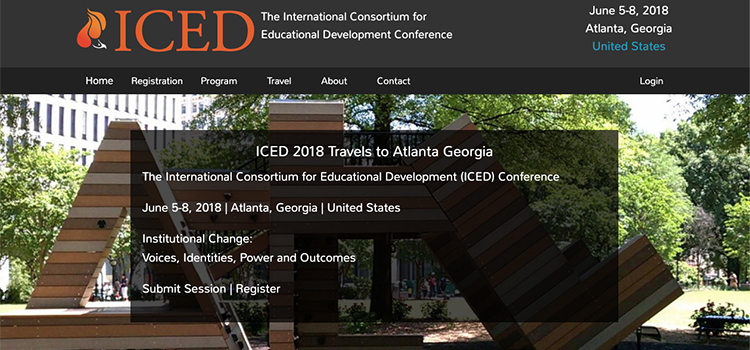 ICED
The International Consortium for
Educational Development Conference
June 5-8, 2018
Atlanta, Georgia
United States
Home Registration Program Travel About Contact Login
ICED 2018 Travels to Atlanta Georgia
The International Consortium for Educational Development (ICED) Conference
June 5-8, 2018 | Atlanta, Georgia | United States
Institutional Change:
Voices, Identities, Power and Outcomes
Submit Session | Register